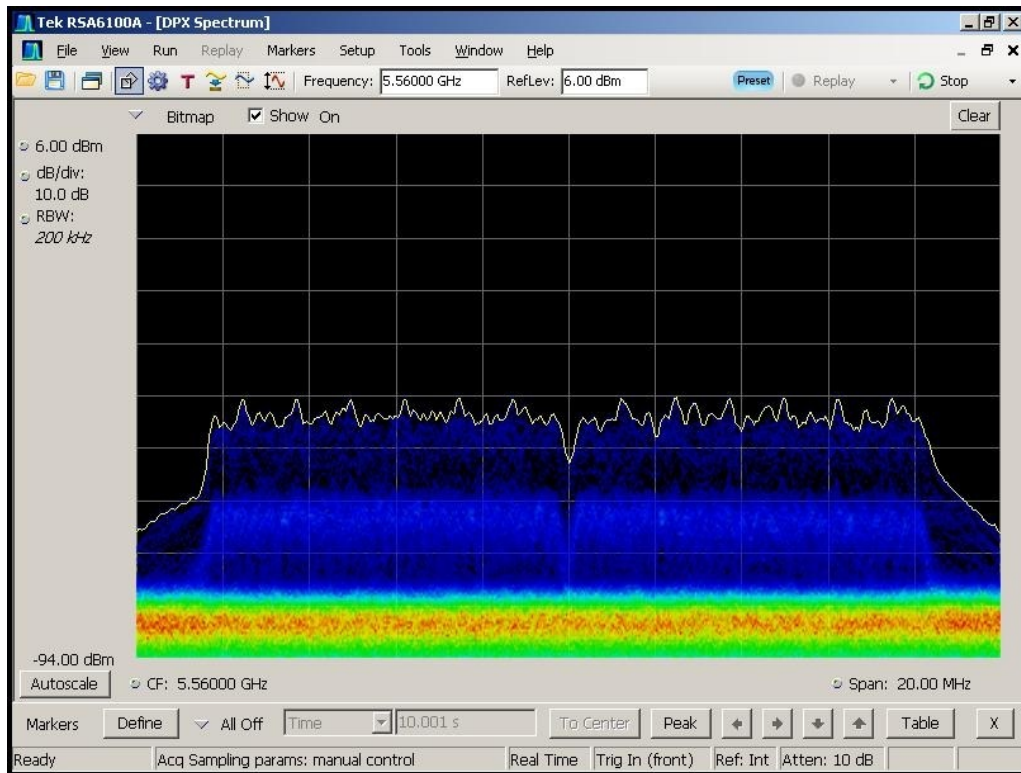 Tek RSA6100A - [DPX Spectrum]
File View Run Replay Markers Setup Tools Window Help
Frequency: 5.56000 GHz RefLev: 6.00 dBm Preset Replay Stop
Bitmap Show On Clear
6.00 dBm
dB/div:
10.0 dB
RBW:
200 kHz
-94.00 dBm
Autoscale CF: 5.56000 GHz Span: 20.00 MHz
Markers Define All Off Time 10.001 s To Center Peak Table X
Ready Acq Sampling params: manual control Real Time Trig In (front) Ref: Int Atten: 10 dB